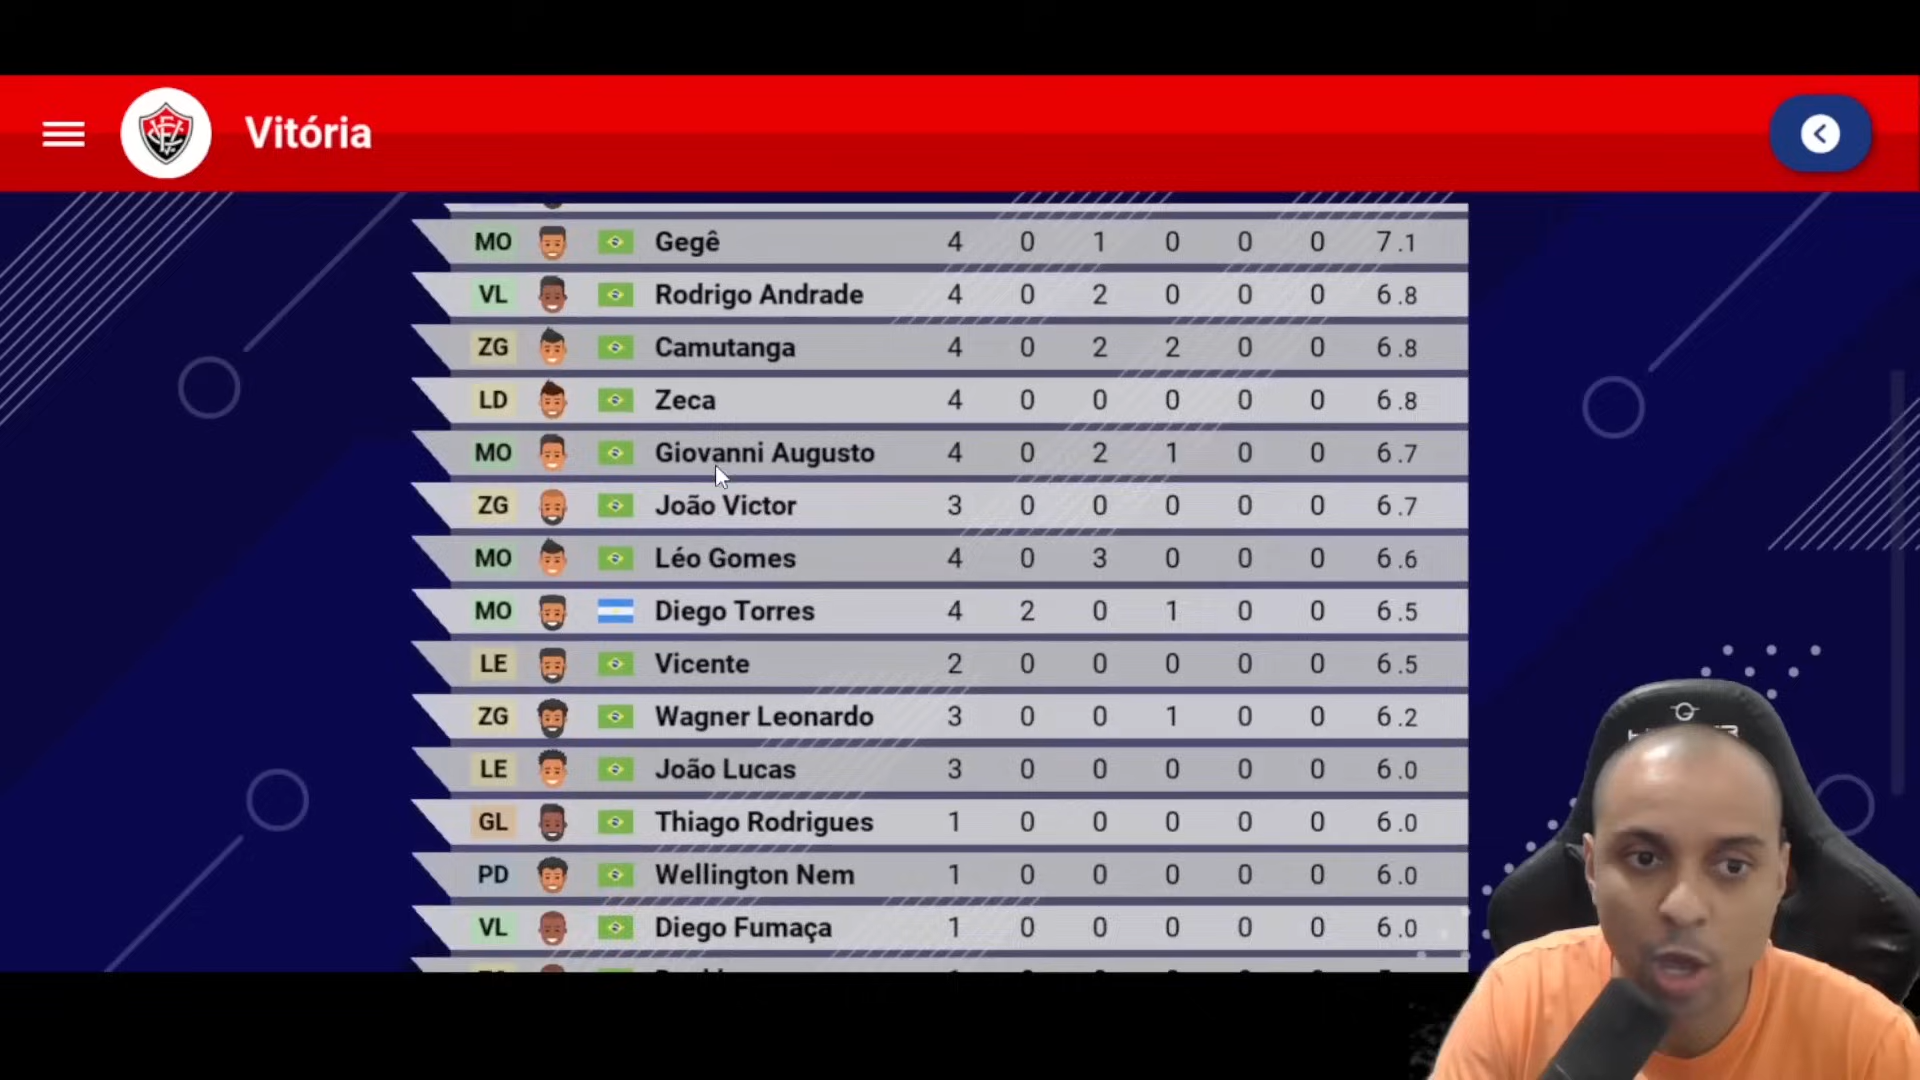 Vitória
MO Gegê 4 0 1 0 0 0 7.1
VL Rodrigo Andrade 4 0 2 0 0 0 6.8
ZG Camutanga 4 0 2 2 0 0 6.8
LD Zeca 4 0 0 0 0 0 6.8
MO Giovanni Augusto 4 0 2 1 0 0 6.7
ZG João Victor 3 0 0 0 0 0 6.7
MO Léo Gomes 4 0 3 0 0 0 6.6
MO Diego Torres 4 2 0 1 0 0 6.5
LE Vicente 2 0 0 0 0 0 6.5
ZG Wagner Leonardo 3 0 0 1 0 0 6.2
LE João Lucas 3 0 0 0 0 0 6.0
GL Thiago Rodrigues 1 0 0 0 0 0 6.0
PD Wellington Nem 1 0 0 0 0 0 6.0
VL Diego Fumaça 1 0 0 0 0 0 6.0